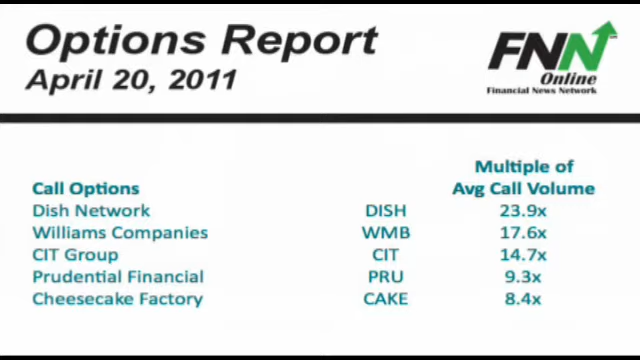 Options Report
April 20, 2011
FNN
Online
Financial News Network
Multiple of
Call Options Avg Call Volume
Dish Network DISH 23.9x
Williams Companies WMB 17.6x
CIT Group CIT 14.7x
Prudential Financial PRU 9.3x
Cheesecake Factory CAKE 8.4x